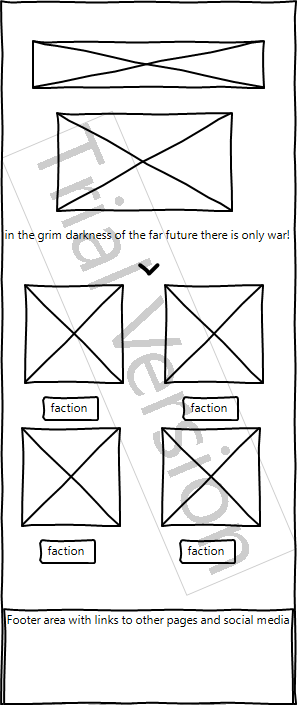 in the grim darkness of the far future there is only war!
faction
faction
faction
faction
Footer area with links to other pages and social media
Trial Version